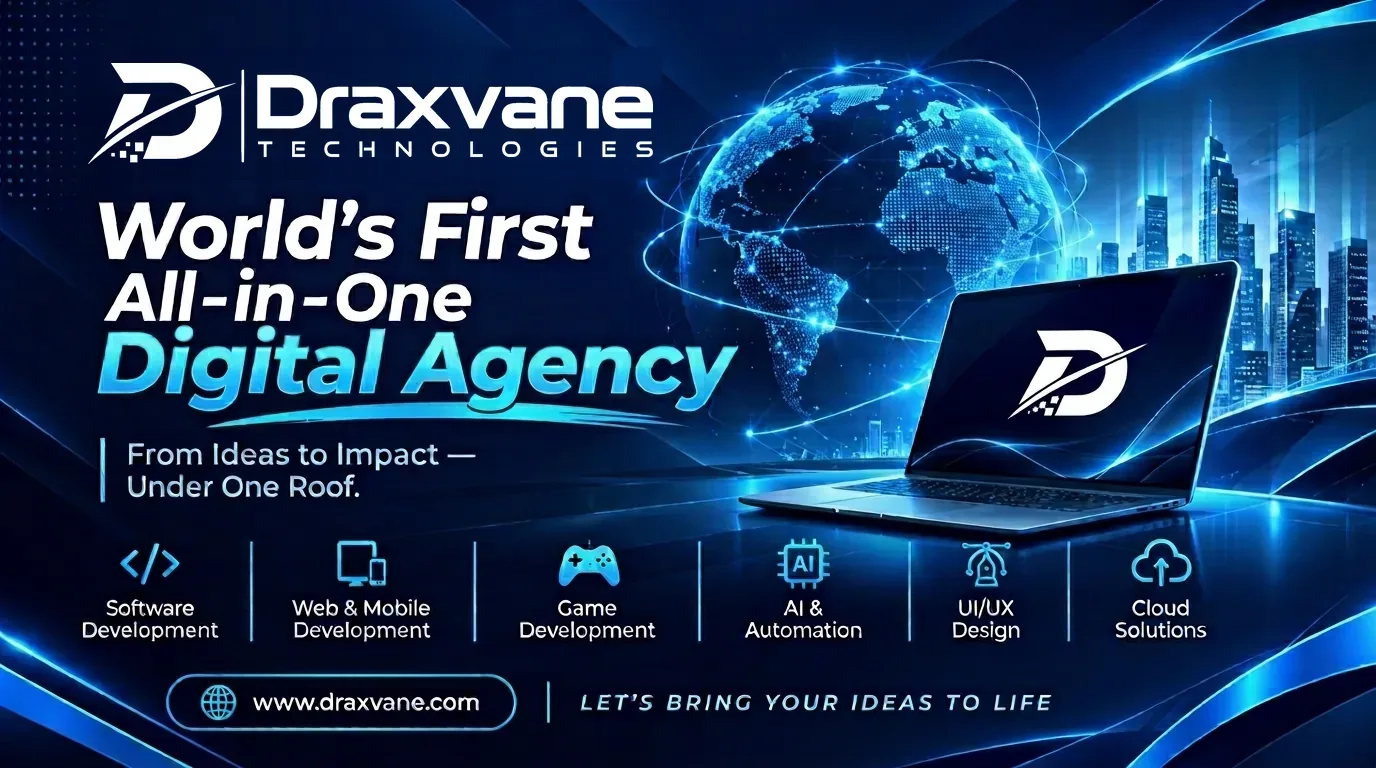 Draxvane
TECHNOLOGIES
World's First
All-in-One
Digital Agency
From Ideas to Impact —
Under One Roof.
</>
Software
Development
Web & Mobile
Development
Game
Development
AI
AI &
Automation
UI/UX
Design
Cloud
Solutions
www.draxvane.com
LET'S BRING YOUR IDEAS TO LIFE